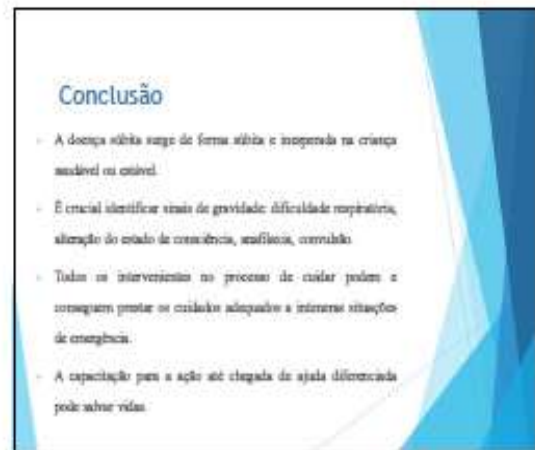 Conclusão
A doença súbita surge de forma súbita e inesperada na criança
saudável ou estável.
É crucial identificar sinais de gravidade: dificuldade respiratória,
alteração do estado de consciência, anafilaxia, convulsão.
Todos os intervenientes no processo de cuidar podem e
conseguem prestar os cuidados adequados a inúmeras situações
de emergência.
A capacitação para a ação até chegada de ajuda diferenciada
pode salvar vidas.